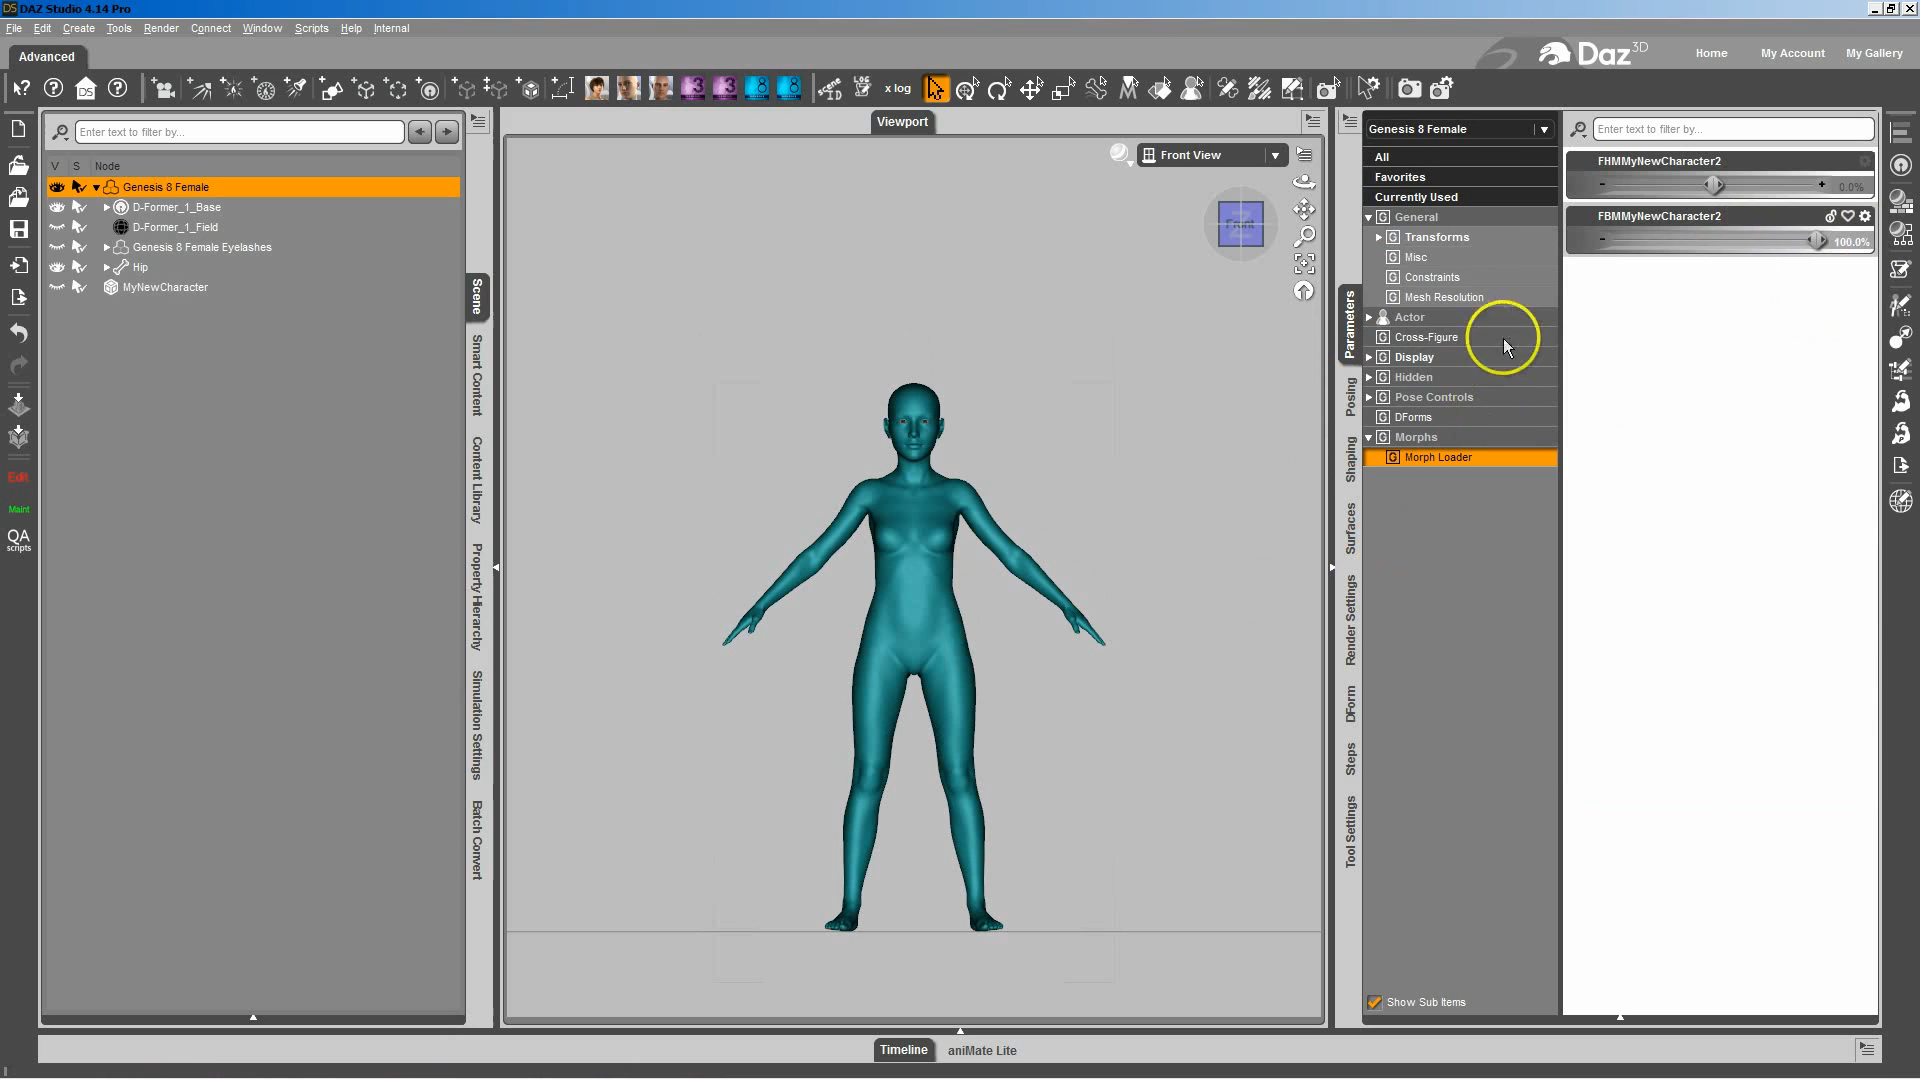 DAZ Studio 4.14 Pro
File Edit Create Tools Render Connect Window Scripts Help Internal
Advanced
Daz 3D
Home My Account My Gallery
x log
Viewport
Enter text to filter by...
V S Node
Genesis 8 Female
D-Former_1_Base
D-Former_1_Field
Genesis 8 Female Eyelashes
Hip
MyNewCharacter
Edit
Maint
QA
scripts
Scene
Smart Content
Content Library
Property Hierarchy
Simulation Settings
Batch Convert
Front View
Front
Parameters
Posing
Shaping
Surfaces
Render Settings
DForm
Steps
Tool Settings
Genesis 8 Female
All
Favorites
Currently Used
General
Transforms
Misc
Constraints
Mesh Resolution
Actor
Cross-Figure
Display
Hidden
Pose Controls
DForms
Morphs
Morph Loader
Show Sub Items
Enter text to filter by...
FHMMyNewCharacter2
0.0%
FBMMyNewCharacter2
100.0%
Timeline aniMate Lite